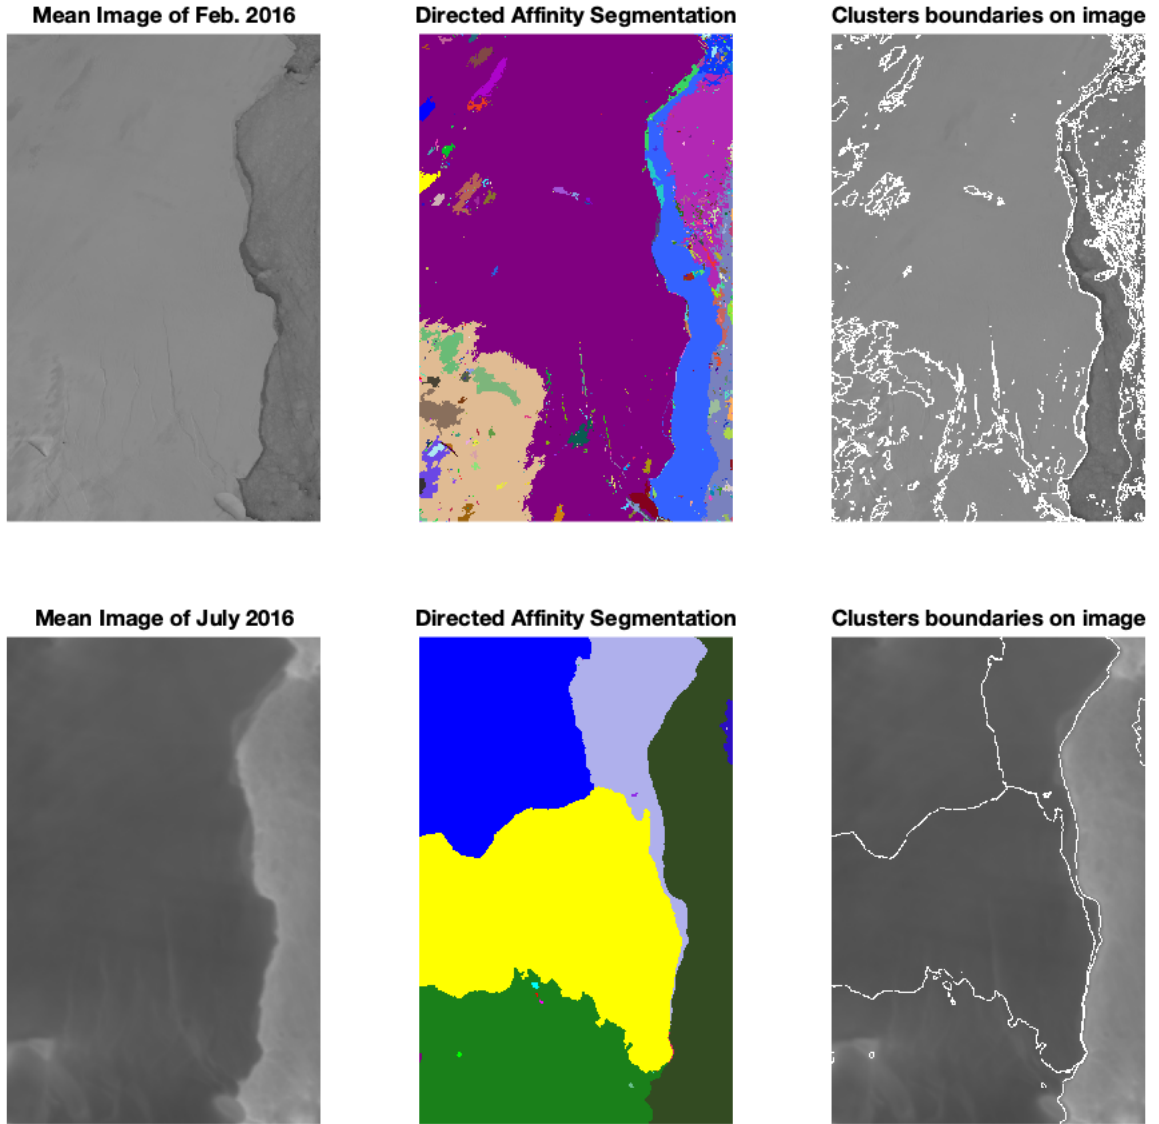 Mean Image of Feb. 2016
Directed Affinity Segmentation
Clusters boundaries on image
Mean Image of July 2016
Directed Affinity Segmentation
Clusters boundaries on image